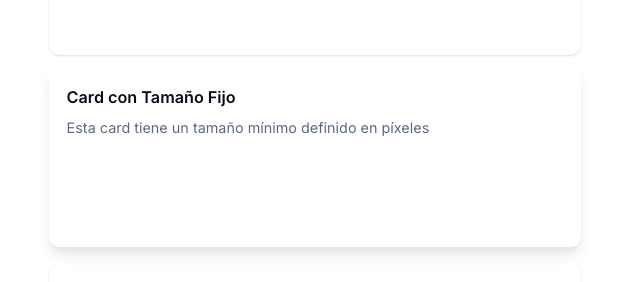 Card con Tamaño Fijo
Esta card tiene un tamaño mínimo definido en píxeles